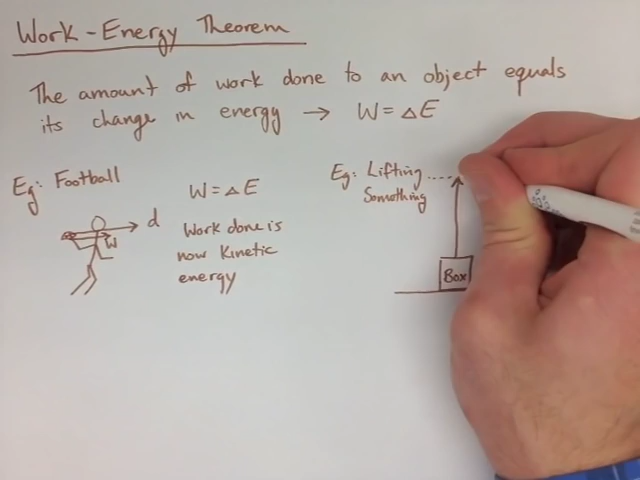 Work-Energy Theorem
The amount of work done to an object equals
its change in energy → W = ΔE
Eg: Football
W = ΔE
d
W
Work done is
now Kinetic
energy
Eg: Lifting....
Something
Box